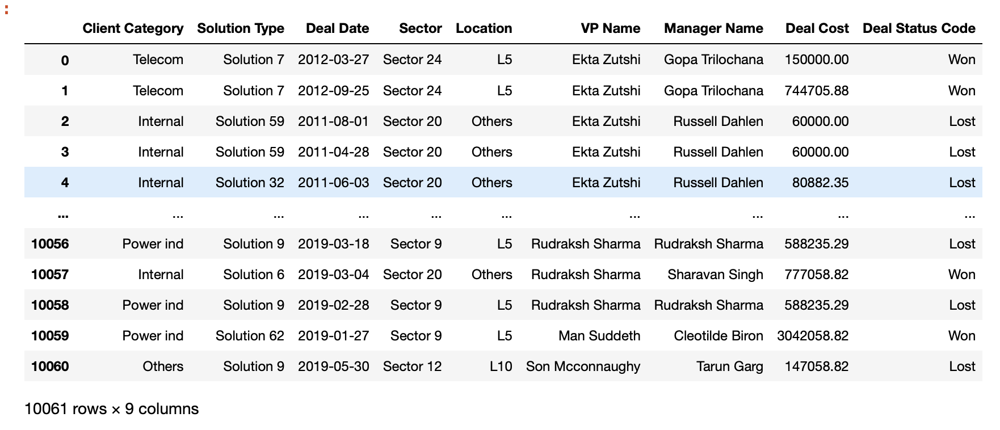 :
Client Category Solution Type Deal Date Sector Location VP Name Manager Name Deal Cost Deal Status Code
0 Telecom Solution 7 2012-03-27 Sector 24 L5 Ekta Zutshi Gopa Trilochana 150000.00 Won
1 Telecom Solution 7 2012-09-25 Sector 24 L5 Ekta Zutshi Gopa Trilochana 744705.88 Won
2 Internal Solution 59 2011-08-01 Sector 20 Others Ekta Zutshi Russell Dahlen 60000.00 Lost
3 Internal Solution 59 2011-04-28 Sector 20 Others Ekta Zutshi Russell Dahlen 60000.00 Lost
4 Internal Solution 32 2011-06-03 Sector 20 Others Ekta Zutshi Russell Dahlen 80882.35 Lost
... ... ... ... ... ... ... ... ... ...
10056 Power ind Solution 9 2019-03-18 Sector 9 L5 Rudraksh Sharma Rudraksh Sharma 588235.29 Lost
10057 Internal Solution 6 2019-03-04 Sector 20 Others Rudraksh Sharma Sharavan Singh 777058.82 Won
10058 Power ind Solution 9 2019-02-28 Sector 9 L5 Rudraksh Sharma Rudraksh Sharma 588235.29 Lost
10059 Power ind Solution 62 2019-01-27 Sector 9 L5 Man Suddeth Cleotilde Biron 3042058.82 Won
10060 Others Solution 9 2019-05-30 Sector 12 L10 Son Mcconnaughy Tarun Garg 147058.82 Lost
10061 rows × 9 columns